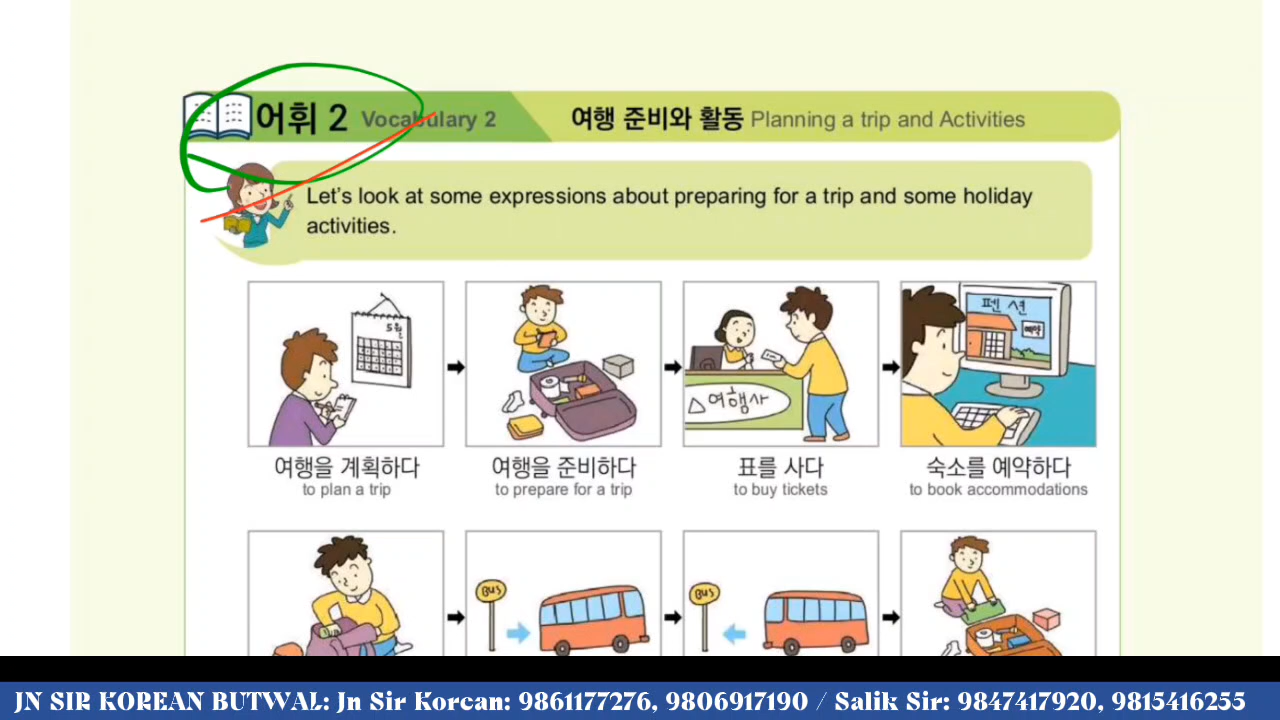 어휘 2 Vocabulary 2 여행 준비와 활동 Planning a trip and Activities
Let's look at some expressions about preparing for a trip and some holiday
activities.
5월
여행사
펜션
예약
여행을 계획하다 여행을 준비하다 표를 사다 숙소를 예약하다
to plan a trip to prepare for a trip to buy tickets to book accommodations
BUS BUS
JN SIR KOREAN BUTWAL: Jn Sir Korean: 9861177276, 9806917190 / Salik Sir: 9847417920, 9815416255